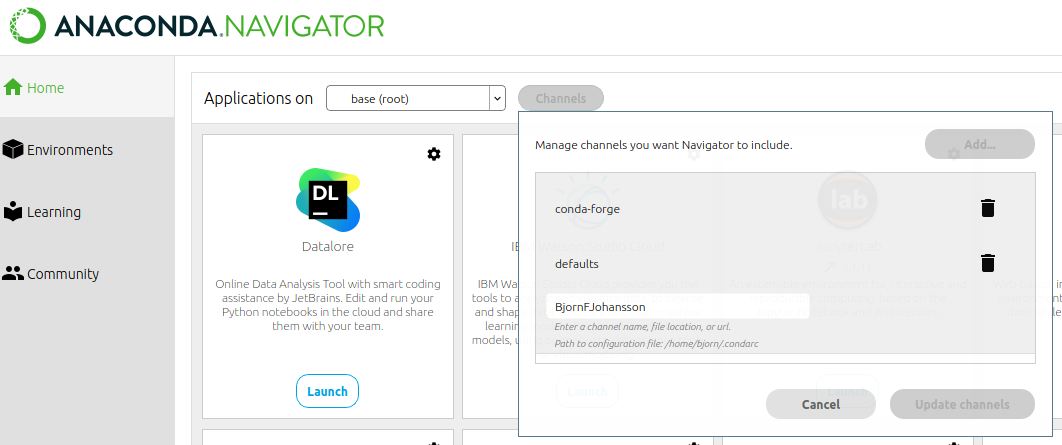 ANACONDA.NAVIGATOR
Home
Environments
Learning
Community
Applications on
base (root)
Channels
DL
Datalore
Online Data Analysis Tool with smart coding
assistance by JetBrains. Edit and run your
Python notebooks in the cloud and share
them with your team.
Launch
Manage channels you want Navigator to include.
Add...
conda-forge
defaults
BjornFJohansson
Enter a channel name, file location, or url.
Path to configuration file: /home/bjorn/.condarc
Cancel
Update channels
IBM
tools to
and
models,
lab
Launch